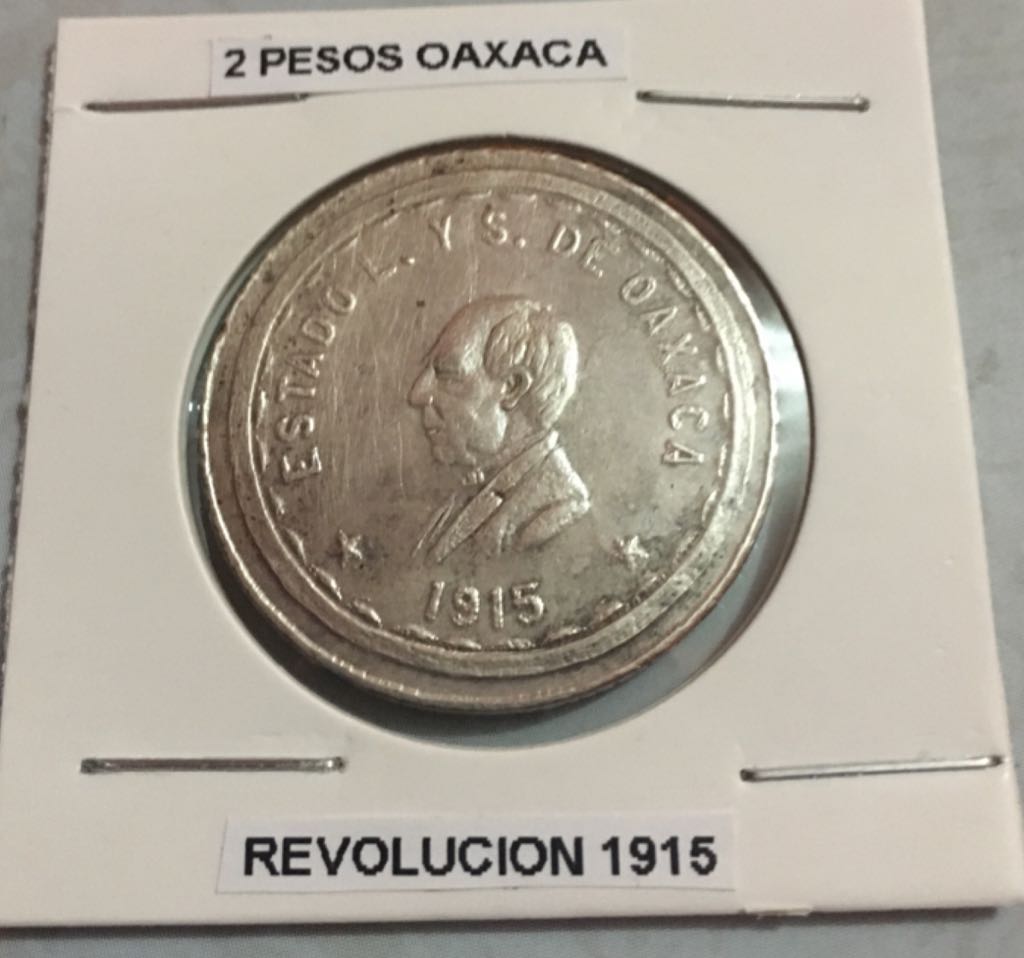 2 PESOS OAXACA
ESTADO L. Y S. DE OAXACA
1915
REVOLUCION 1915